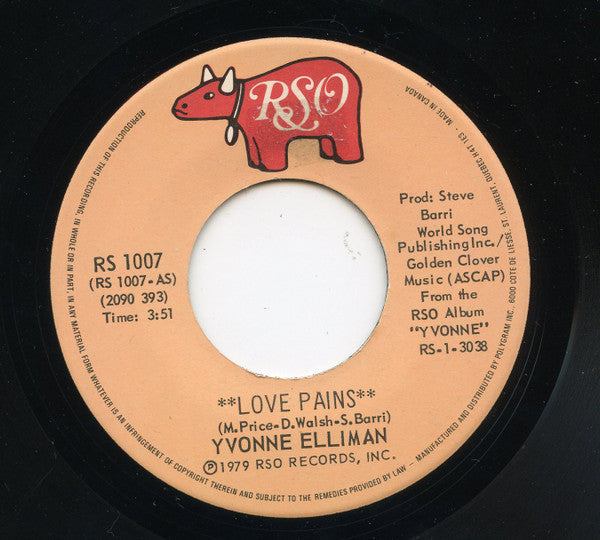 RSO
RS 1007
(RS 1007-AS)
(2090 393)
Time: 3:51
Prod: Steve
Barri
World Song
Publishing Inc./
Golden Clover
Music (ASCAP)
From the
RSO Album
"YVONNE"
RS-1-3038
**LOVE PAINS**
(M. Price-D. Walsh-S. Barri)
YVONNE ELLIMAN
℗ 1979 RSO RECORDS, INC.
REPRODUCTION OF THIS RECORDING, IN WHOLE OR IN PART, IN ANY MATERIAL FORM WHATEVER IS AN INFRINGEMENT OF COPYRIGHT THEREIN AND SUBJECT TO THE REMEDIES PROVIDED BY LAW – MANUFACTURED AND DISTRIBUTED BY POLYGRAM INC., 6000 COTE DE LIESSE, ST. LAURENT, QUEBEC H4T 1E3 – MADE IN CANADA